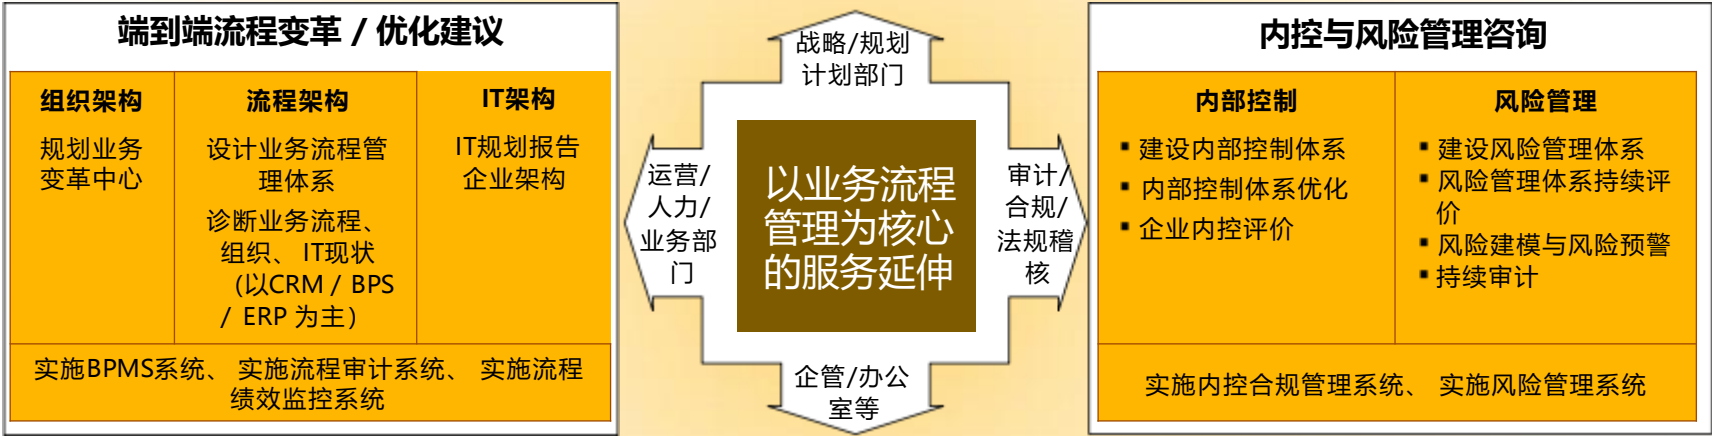 端到端流程变革 / 优化建议
组织架构
规划业务
变革中心
流程架构
设计业务流程管
理体系
诊断业务流程、
组织、 IT现状
（以CRM / BPS
/ ERP 为主）
IT架构
IT规划报告
企业架构
实施BPMS系统、 实施流程审计系统、 实施流程
绩效监控系统
战略/规划
计划部门
运营/
人力/
业务部
门
以业务流程
管理为核心
的服务延伸
审计/
合规/
法规稽
核
企管/办公
室等
内控与风险管理咨询
内部控制
▪ 建设内部控制体系
▪ 内部控制体系优化
▪ 企业内控评价
风险管理
▪ 建设风险管理体系
▪ 风险管理体系持续评
价
▪ 风险建模与风险预警
▪ 持续审计
实施内控合规管理系统、 实施风险管理系统